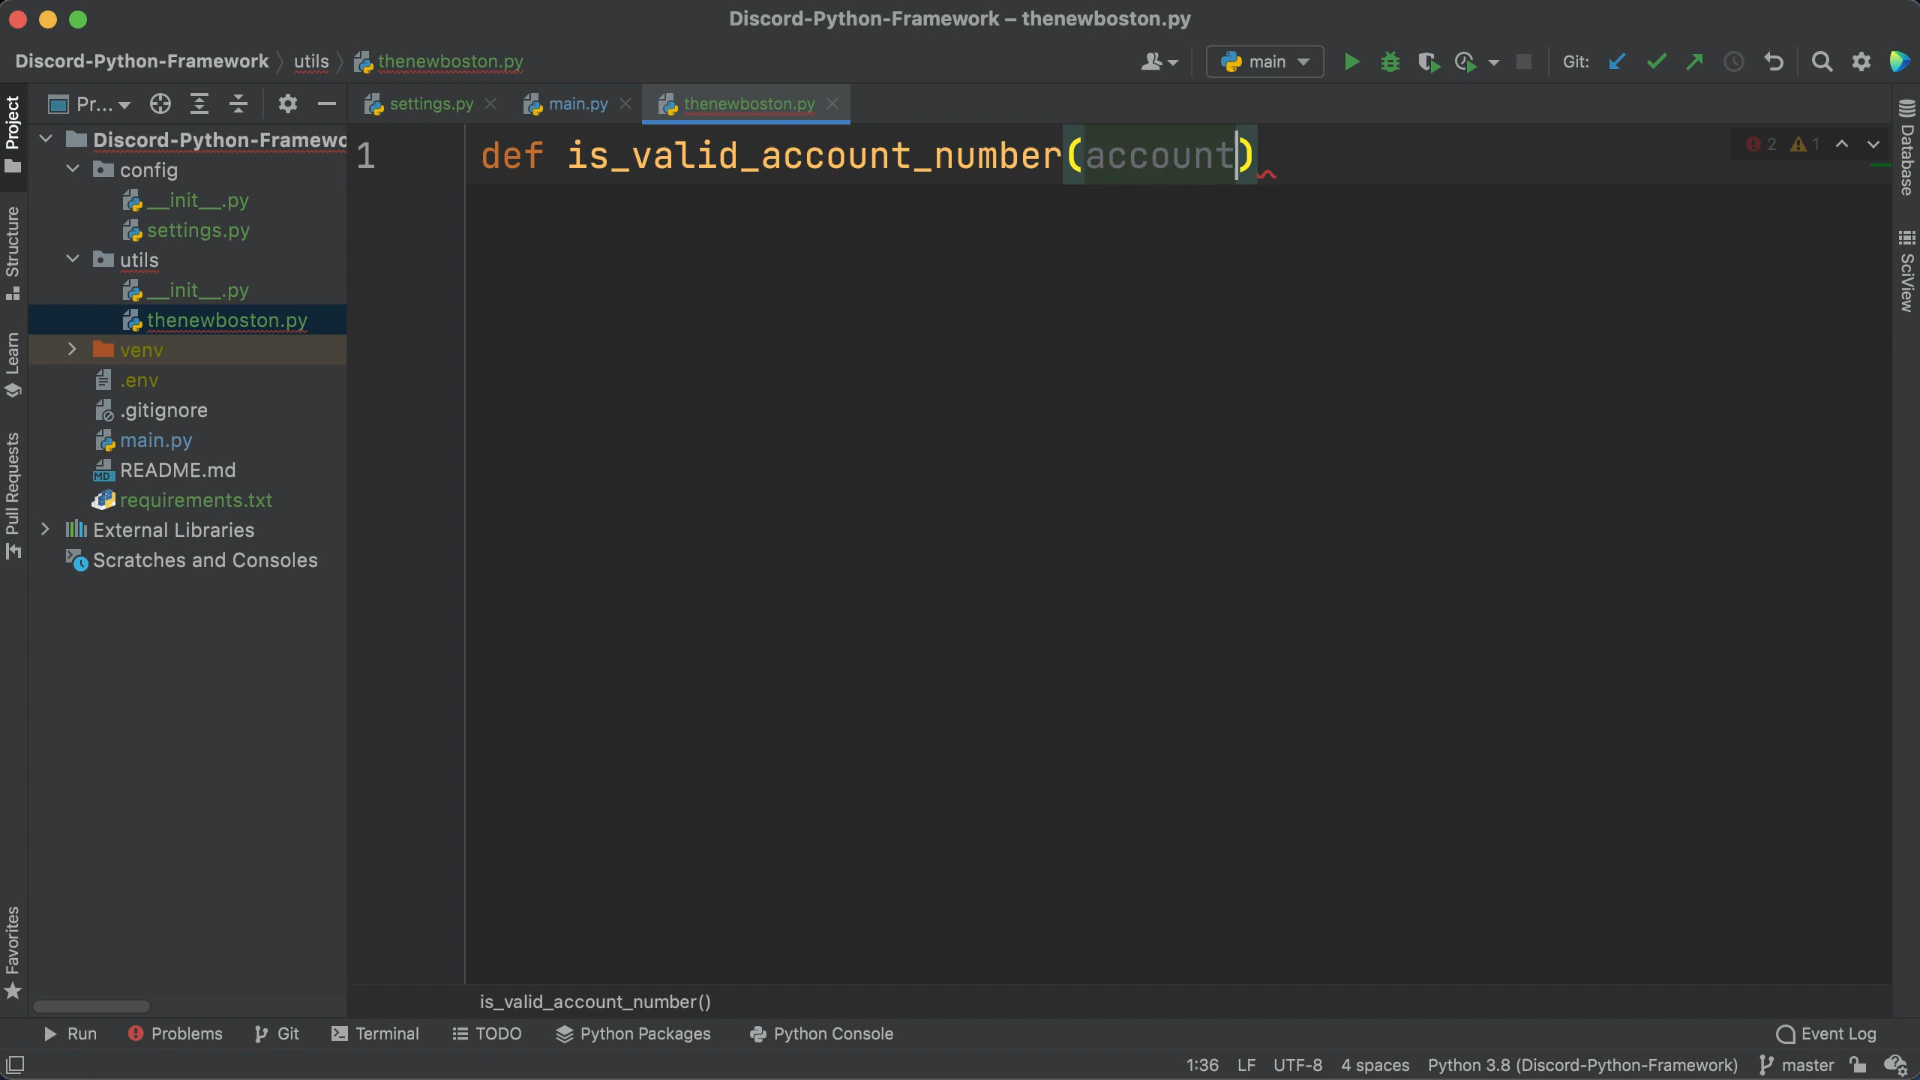 Discord-Python-Framework – thenewboston.py
Discord-Python-Framework
utils
thenewboston.py
main
Git:
Project
Pr...
settings.py
main.py
thenewboston.py
Discord-Python-Framewo
config
__init__.py
settings.py
utils
__init__.py
thenewboston.py
venv
.env
.gitignore
main.py
MD README.md
requirements.txt
External Libraries
Scratches and Consoles
Structure
Learn
Pull Requests
Favorites
1
def is_valid_account_number(account)
2
1
Database
SciView
is_valid_account_number()
Run
Problems
Git
Terminal
TODO
Python Packages
Python Console
Event Log
1:36
LF
UTF-8
4 spaces
Python 3.8 (Discord-Python-Framework)
master